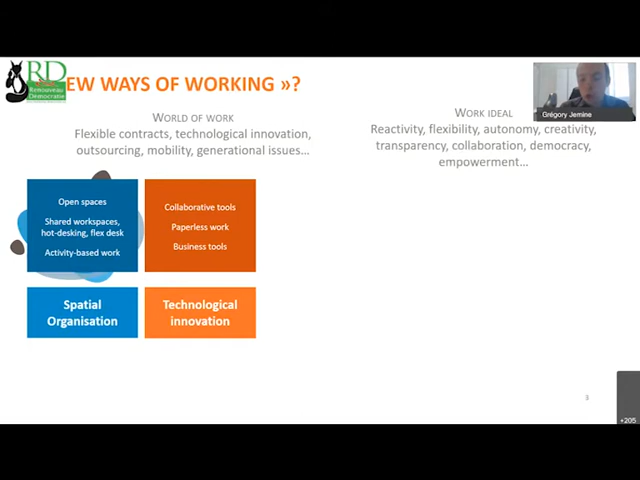 RD
Renouveau
Démocratie
EW WAYS OF WORKING »?
Grégory Jemine
WORLD OF WORK
Flexible contracts, technological innovation,
outsourcing, mobility, generational issues…
WORK IDEAL
Reactivity, flexibility, autonomy, creativity,
transparency, collaboration, democracy,
empowerment…
Open spaces
Shared workspaces,
hot-desking, flex desk
Activity-based work
Collaborative tools
Paperless work
Business tools
Spatial
Organisation
Technological
innovation
3
+205